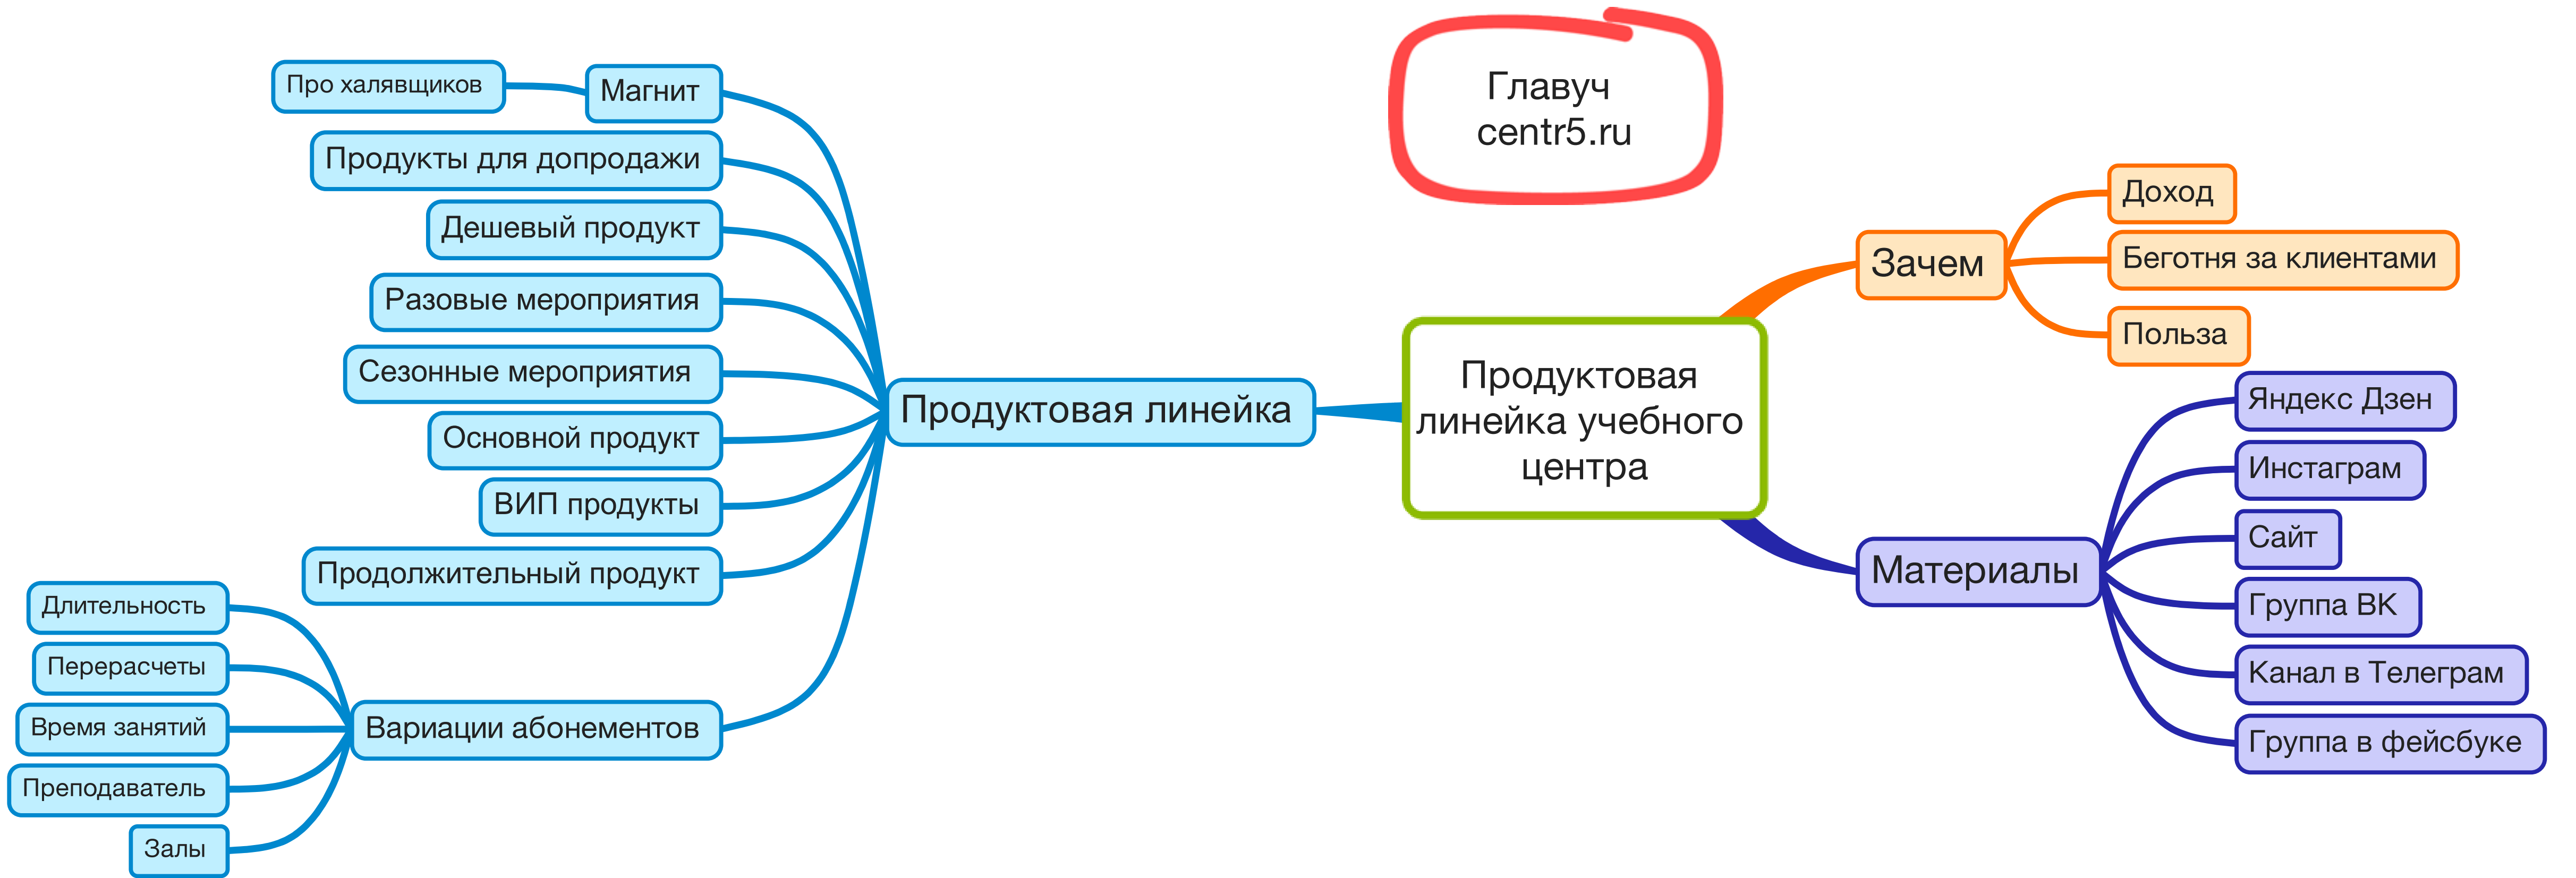 Главуч
centr5.ru
Продуктовая
линейка учебного
центра
Зачем
Доход
Беготня за клиентами
Польза
Материалы
Яндекс Дзен
Инстаграм
Сайт
Группа ВК
Канал в Телеграм
Группа в фейсбуке
Продуктовая линейка
Магнит
Про халявщиков
Продукты для допродажи
Дешевый продукт
Разовые мероприятия
Сезонные мероприятия
Основной продукт
ВИП продукты
Продолжительный продукт
Вариации абонементов
Длительность
Перерасчеты
Время занятий
Преподаватель
Залы